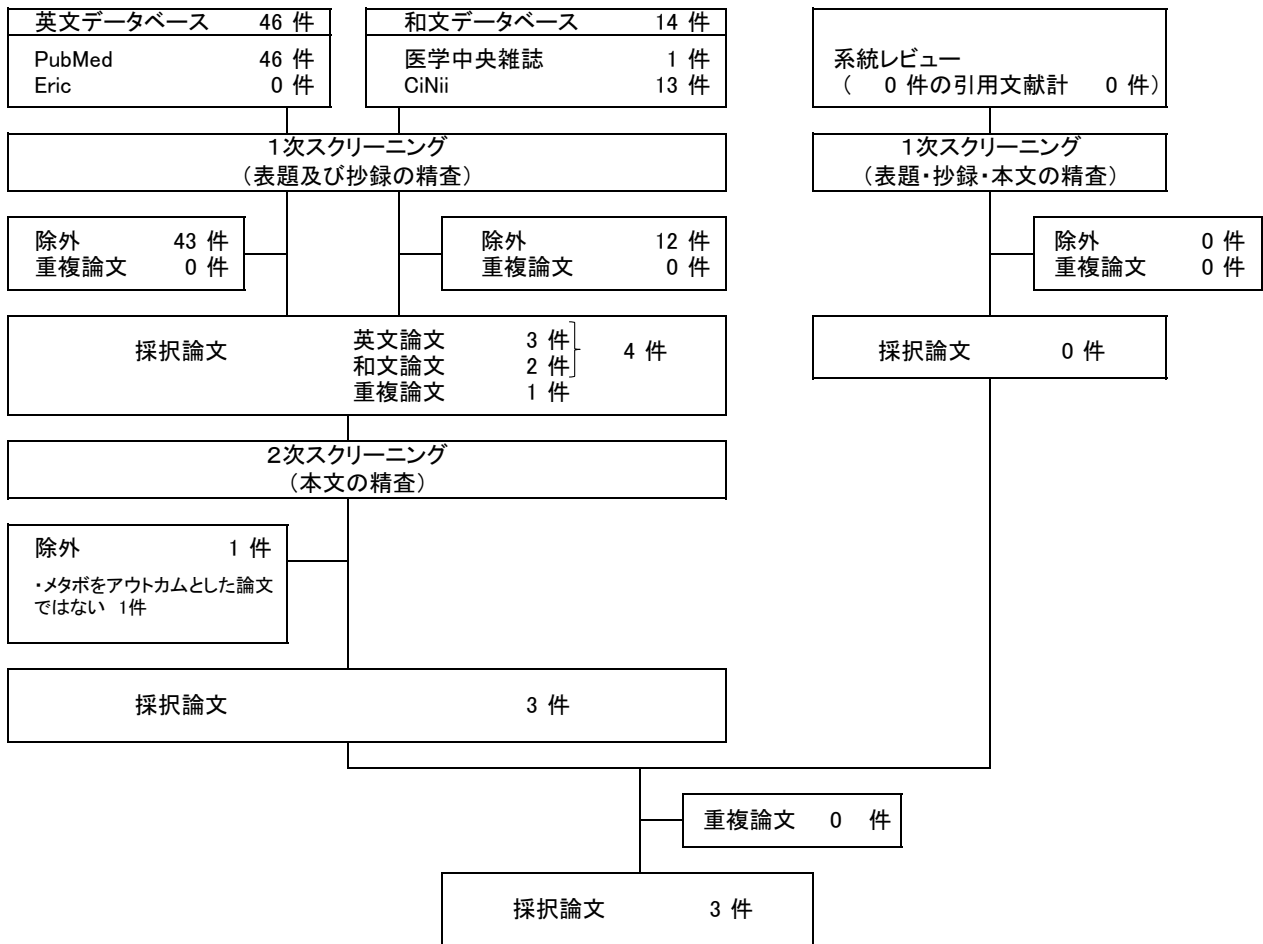 英文データベース 46 件
PubMed 46 件
Eric 0 件
和文データベース 14 件
医学中央雑誌 1 件
CiNii 13 件
系統レビュー
( 0 件の引用文献計 0 件)
1次スクリーニング
(表題及び抄録の精査)
1次スクリーニング
(表題・抄録・本文の精査)
除外 43 件
重複論文 0 件
除外 12 件
重複論文 0 件
除外 0 件
重複論文 0 件
採択論文 英文論文 3 件 4 件
和文論文 2 件
重複論文 1 件
採択論文 0 件
2次スクリーニング
(本文の精査)
除外 1 件
・メタボをアウトカムとした論文
ではない 1件
採択論文 3 件
重複論文 0 件
採択論文 3 件